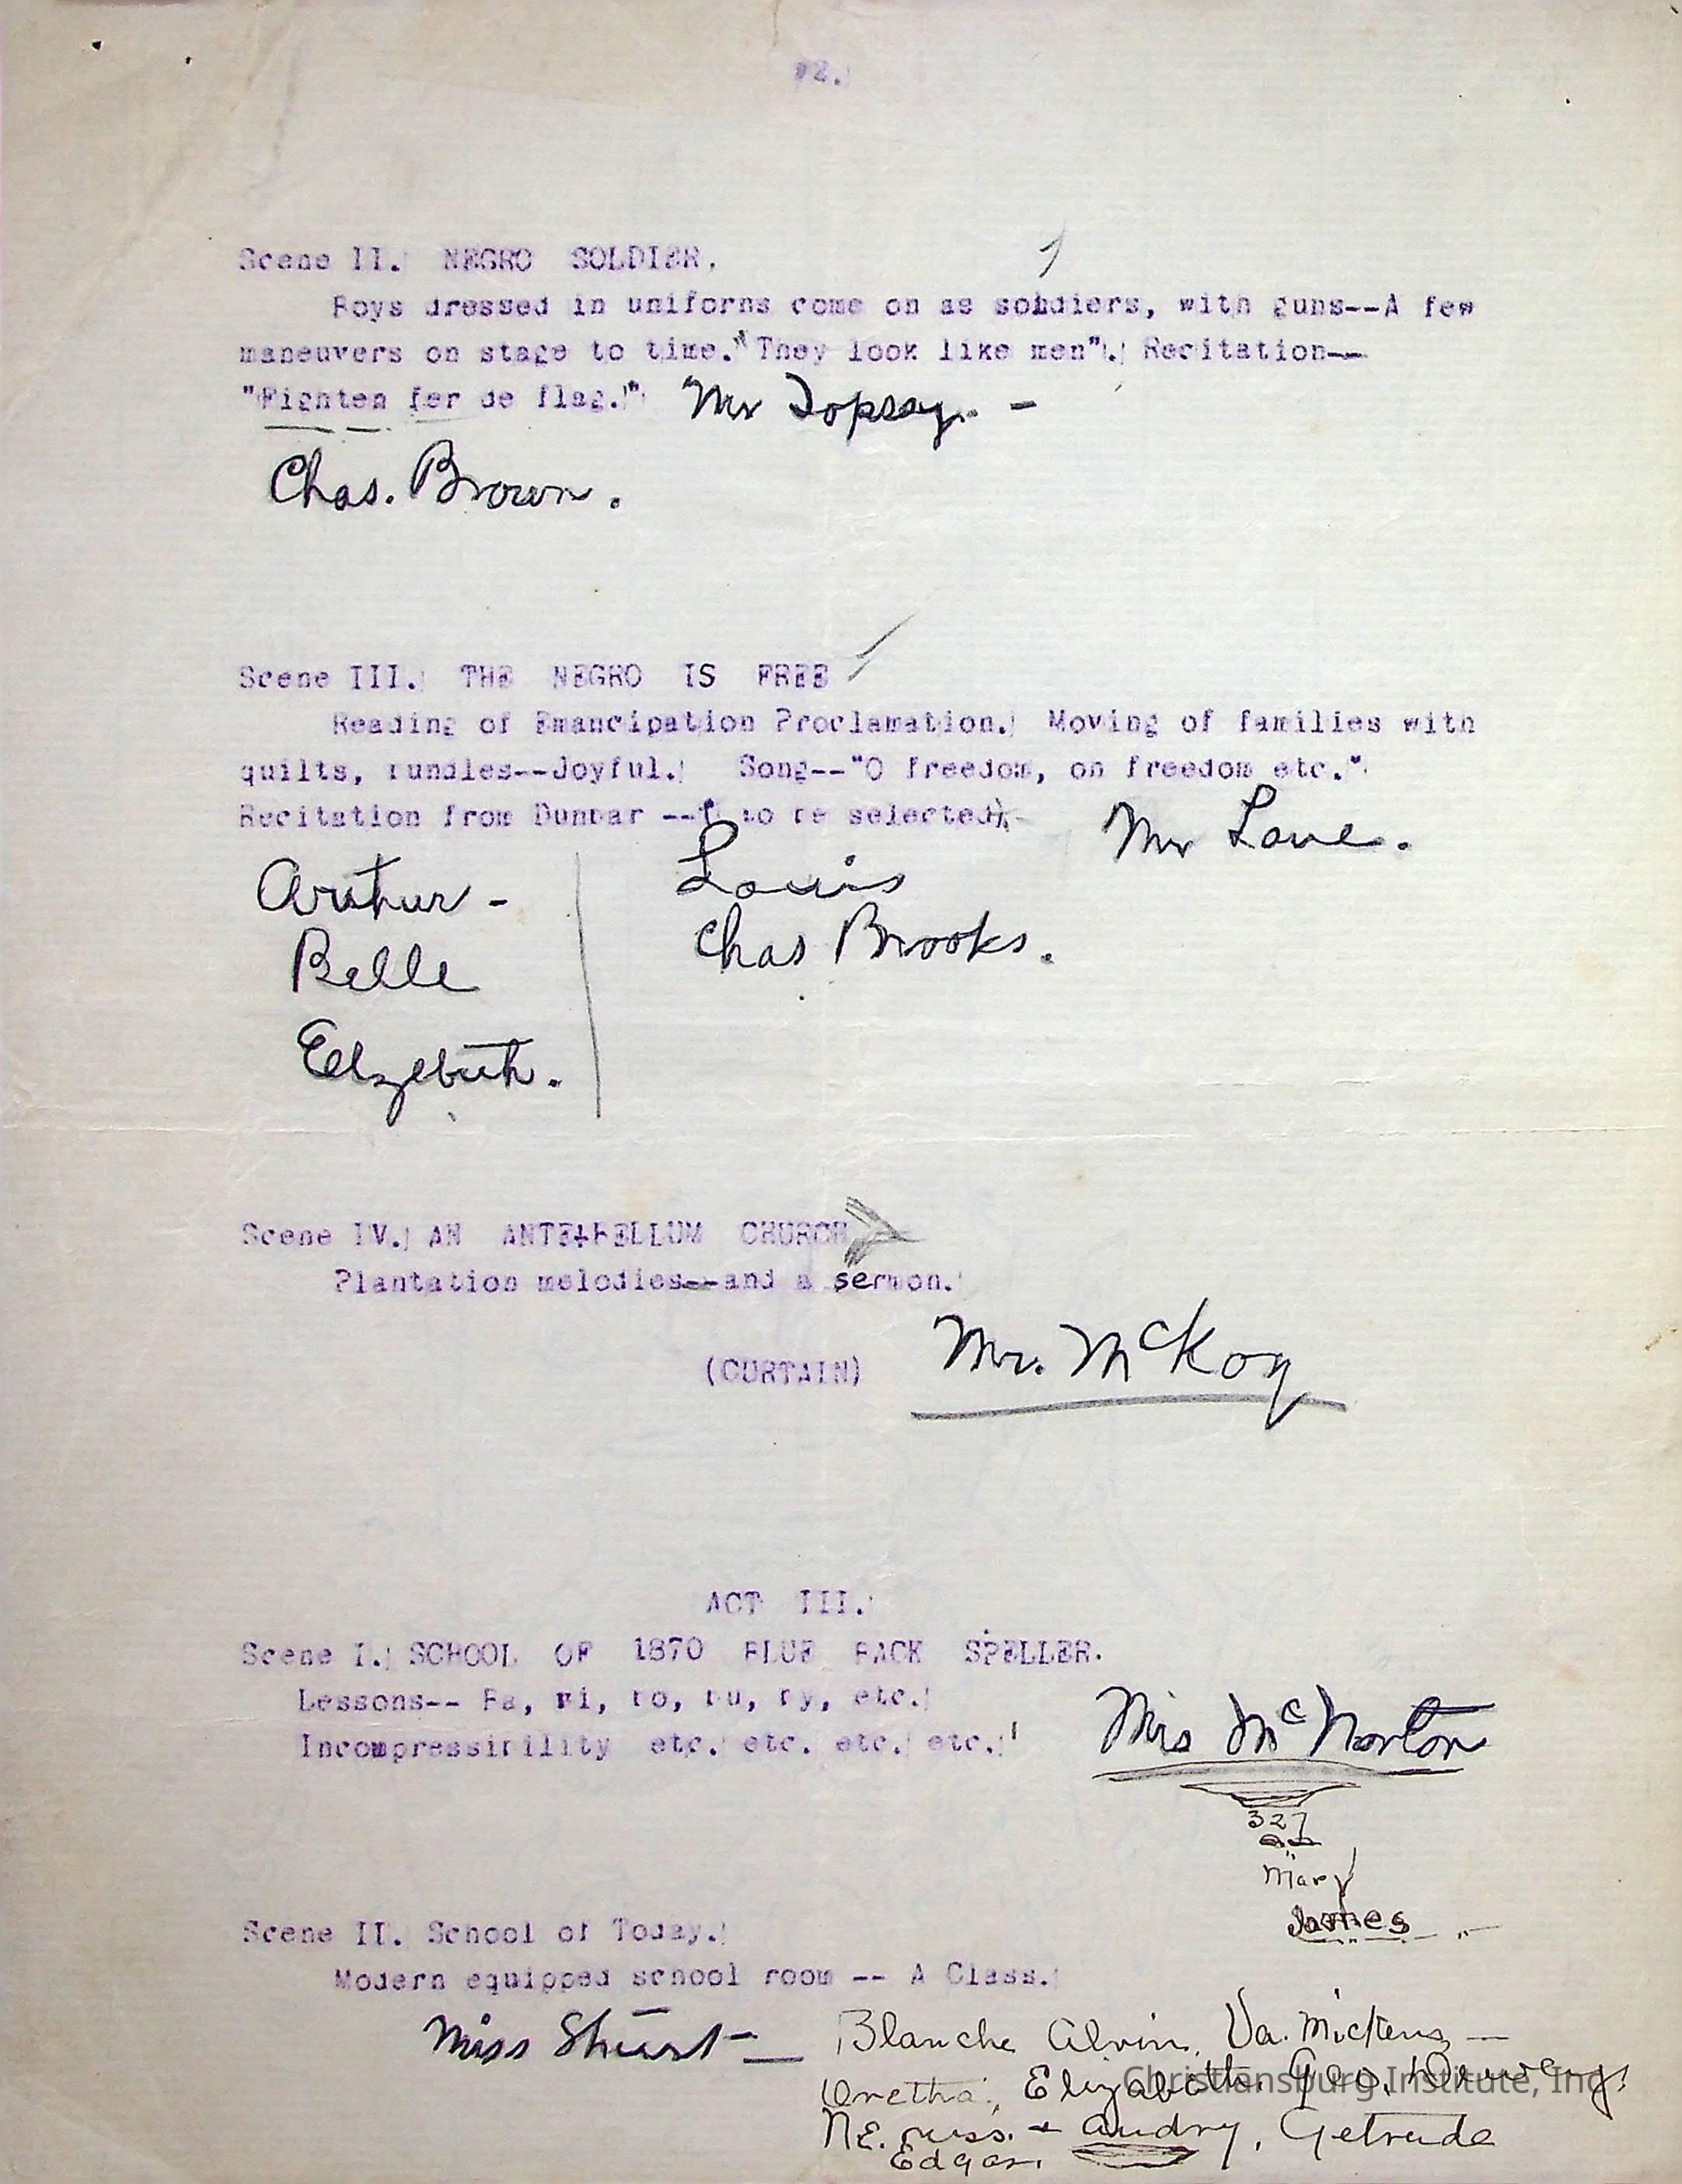 #2.
Scene II. NEGRO SOLDIER.
Boys dressed in uniforms come on as soldiers, with guns--A few
maneuvers on stage to time. "They look like men". Recitation--
"Fighten fer de flag." Mr Topsay. -
Chas. Brown.
Scene III. THE NEGRO IS FREE
Reading of Emancipation Proclamation. Moving of families with
quilts, bundles--Joyful. Song--"O freedom, oh freedom etc."
Recitation from Dunbar --( to be selected)- Mr Love.
Arthur - Louis
Belle Chas Brooks.
Elzebeth.
Scene IV. AN ANTE-BELLUM CHURCH
Plantation melodies--and a sermon.
(CURTAIN) Mr. McKoy
ACT III.
Scene I. SCHOOL OF 1870 BLUE BACK SPELLER.
Lessons-- Ba, bi, bo, bu, by, etc.
Incompressibility etc. etc. etc. etc. Mrs McNorton
327
Mary
James
Scene II. School of Today.
Modern equipped school room -- A Class.
Miss Stuart - Blanche Alvin, Va. Mickens -
Oretha, Elizabeth. Geo.
Christiansburg Institute, Inc.
NE. - Audry, Getrude
Edgar.